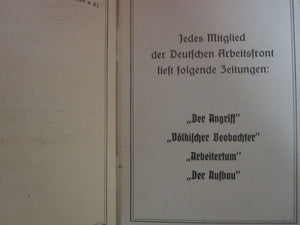 Jedes Mitglied
der Deutschen Arbeitsfront
liest folgende Zeitungen:
„Der Angriff“
„Völkischer Beobachter“
„Arbeitertum“
„Der Aufbau“